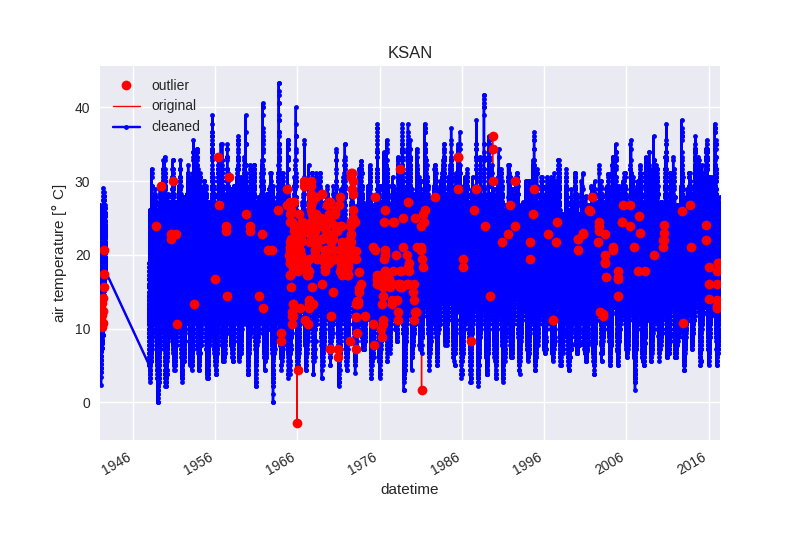 KSAN
outlier
original
cleaned
air temperature [° C]
40
30
20
10
0
1946
1956
1966
1976
1986
1996
2006
2016
datetime